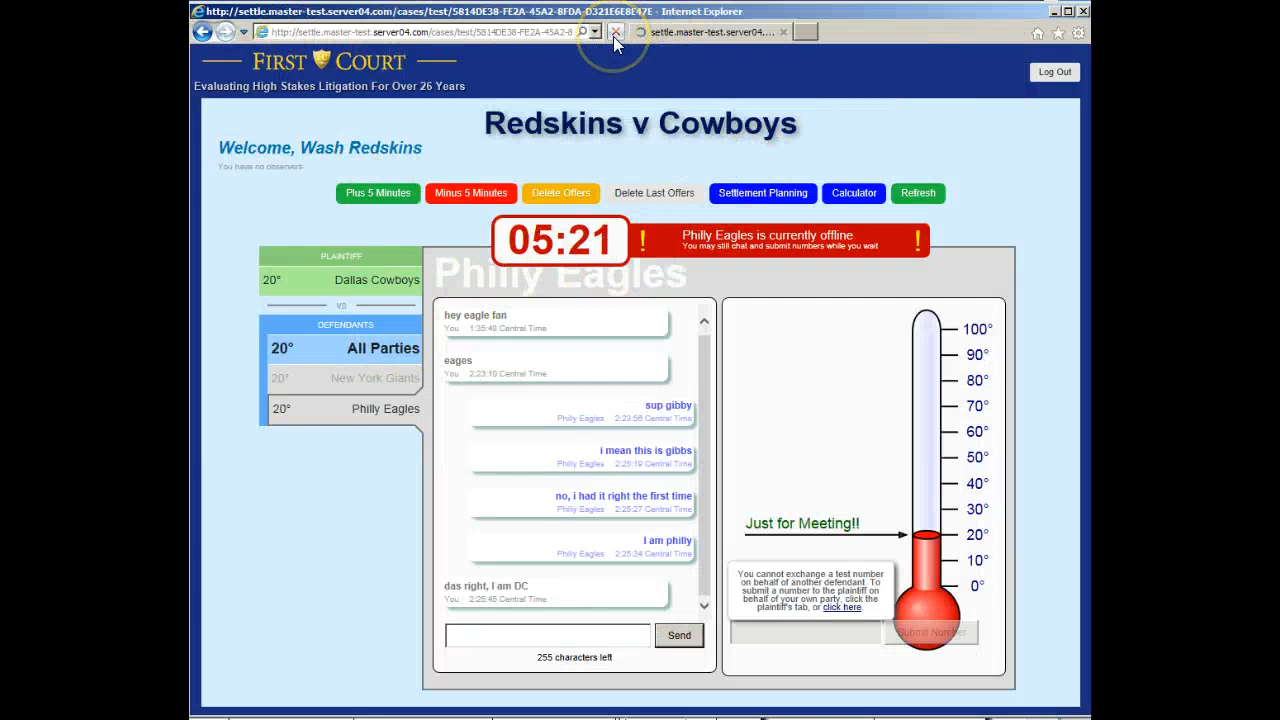 http://settle.master-test.server04.com/cases/test/5814DE38-FE2A-45A2-8FDA-D321E6E8E47E - Internet Explorer
http://settle.master-test.server04.com/cases/test/5814DE38-FE2A-45A2-8
settle.master-test.server04....
FIRST COURT
Log Out
Evaluating High Stakes Litigation For Over 26 Years
Redskins v Cowboys
Welcome, Wash Redskins
You have no observers
Plus 5 Minutes
Minus 5 Minutes
Delete Offers
Delete Last Offers
Settlement Planning
Calculator
Refresh
05:21
! Philly Eagles is currently offline !
You may still chat and submit numbers while you wait
PLAINTIFF
20° Dallas Cowboys
VS
DEFENDANTS
20° All Parties
20° New York Giants
20° Philly Eagles
Philly Eagles
hey eagle fan
You 1:35:48 Central Time
eages
You 2:23:10 Central Time
sup gibby
Philly Eagles 2:23:56 Central Time
i mean this is gibbs
Philly Eagles 2:25:19 Central Time
no, i had it right the first time
Philly Eagles 2:25:27 Central Time
I am philly
Philly Eagles 2:25:34 Central Time
das right, I am DC
You 2:25:45 Central Time
Send
255 characters left
100°
90°
80°
70°
60°
50°
40°
30°
Just for Meeting!!
20°
10°
0°
You cannot exchange a test number
on behalf of another defendant. To
submit a number to the plaintiff on
behalf of your own party, click the
plaintiff's tab, or click here.
Submit Number